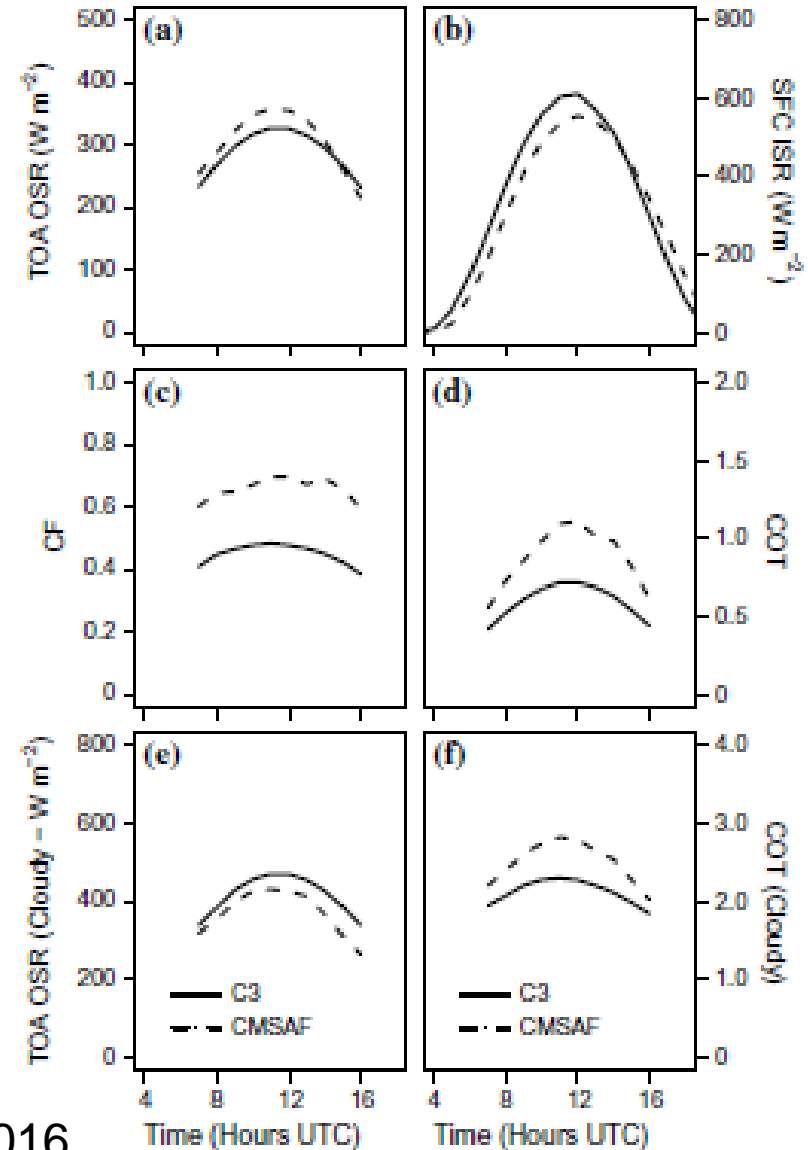 (a)
500
400
300
200
100
0
TOA OSR (W m⁻²)
(b)
800
600
400
200
0
SFC ISR (W m⁻²)
(c)
1.0
0.8
0.6
0.4
0.2
0
CF
(d)
2.0
1.5
1.0
0.5
0
COT
(e)
800
600
400
200
0
TOA OSR (Cloudy – W m⁻²)
C3
CMSAF
4 8 12 16
Time (Hours UTC)
(f)
4.0
3.0
2.0
1.0
0
COT (Cloudy)
C3
CMSAF
4 8 12 16
Time (Hours UTC)